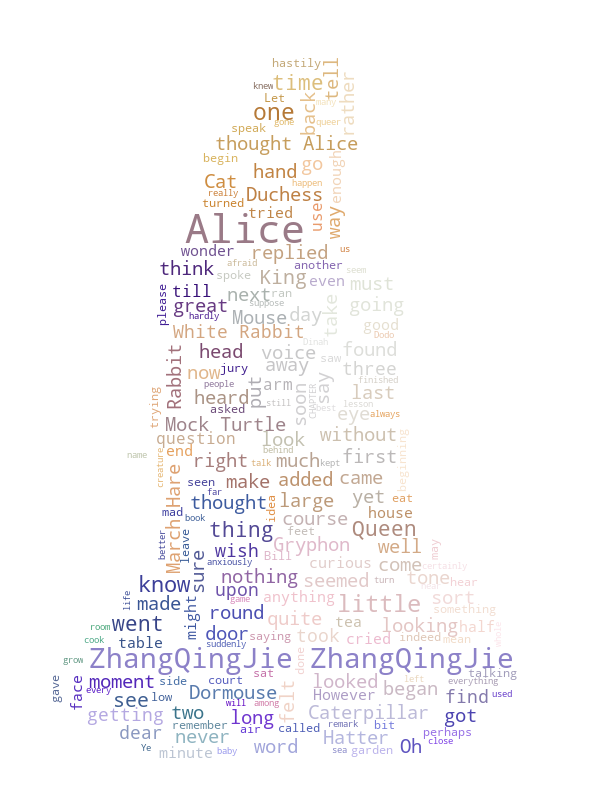 hastily
knew time tell
Let many
one back rather
speak gone queer
thought Alice
begin go
Cat hand enough
really happen
turned Duchess
tried use way
Alice
wonder replied us
think afraid another seem
please spoke King even must
till next ran
great suppose going
hardly Mouse day take good
White Rabbit Dodo
Dinah
head voice saw found
Rabbit now jury away three
people put arm say finished
heard soon last
asked still CHAPTER best lesson
trying Mock Turtle eye always
question look without
name end behind beginning
right talk much kept first
creature make added came
seen far
March Hare thought idea large yet eat
mad book course house
better leave thing feet Queen
sure Gryphon well may
anxiously wish Bill curious come certainly
know nothing seemed turn tone hear
life upon
made game anything little sort
might round something
went quite looking half
room door saying tea
cook table suddenly took cried indeed mean whole
grow ZhangQingJie ZhangQingJie
sat done talking
gave face moment side court looked left everything
every Dormouse However began used
see low felt find
will among
getting two long Caterpillar got
remember air called remark bit
dear never Hatter perhaps
Ye close
minute baby word sea garden Oh